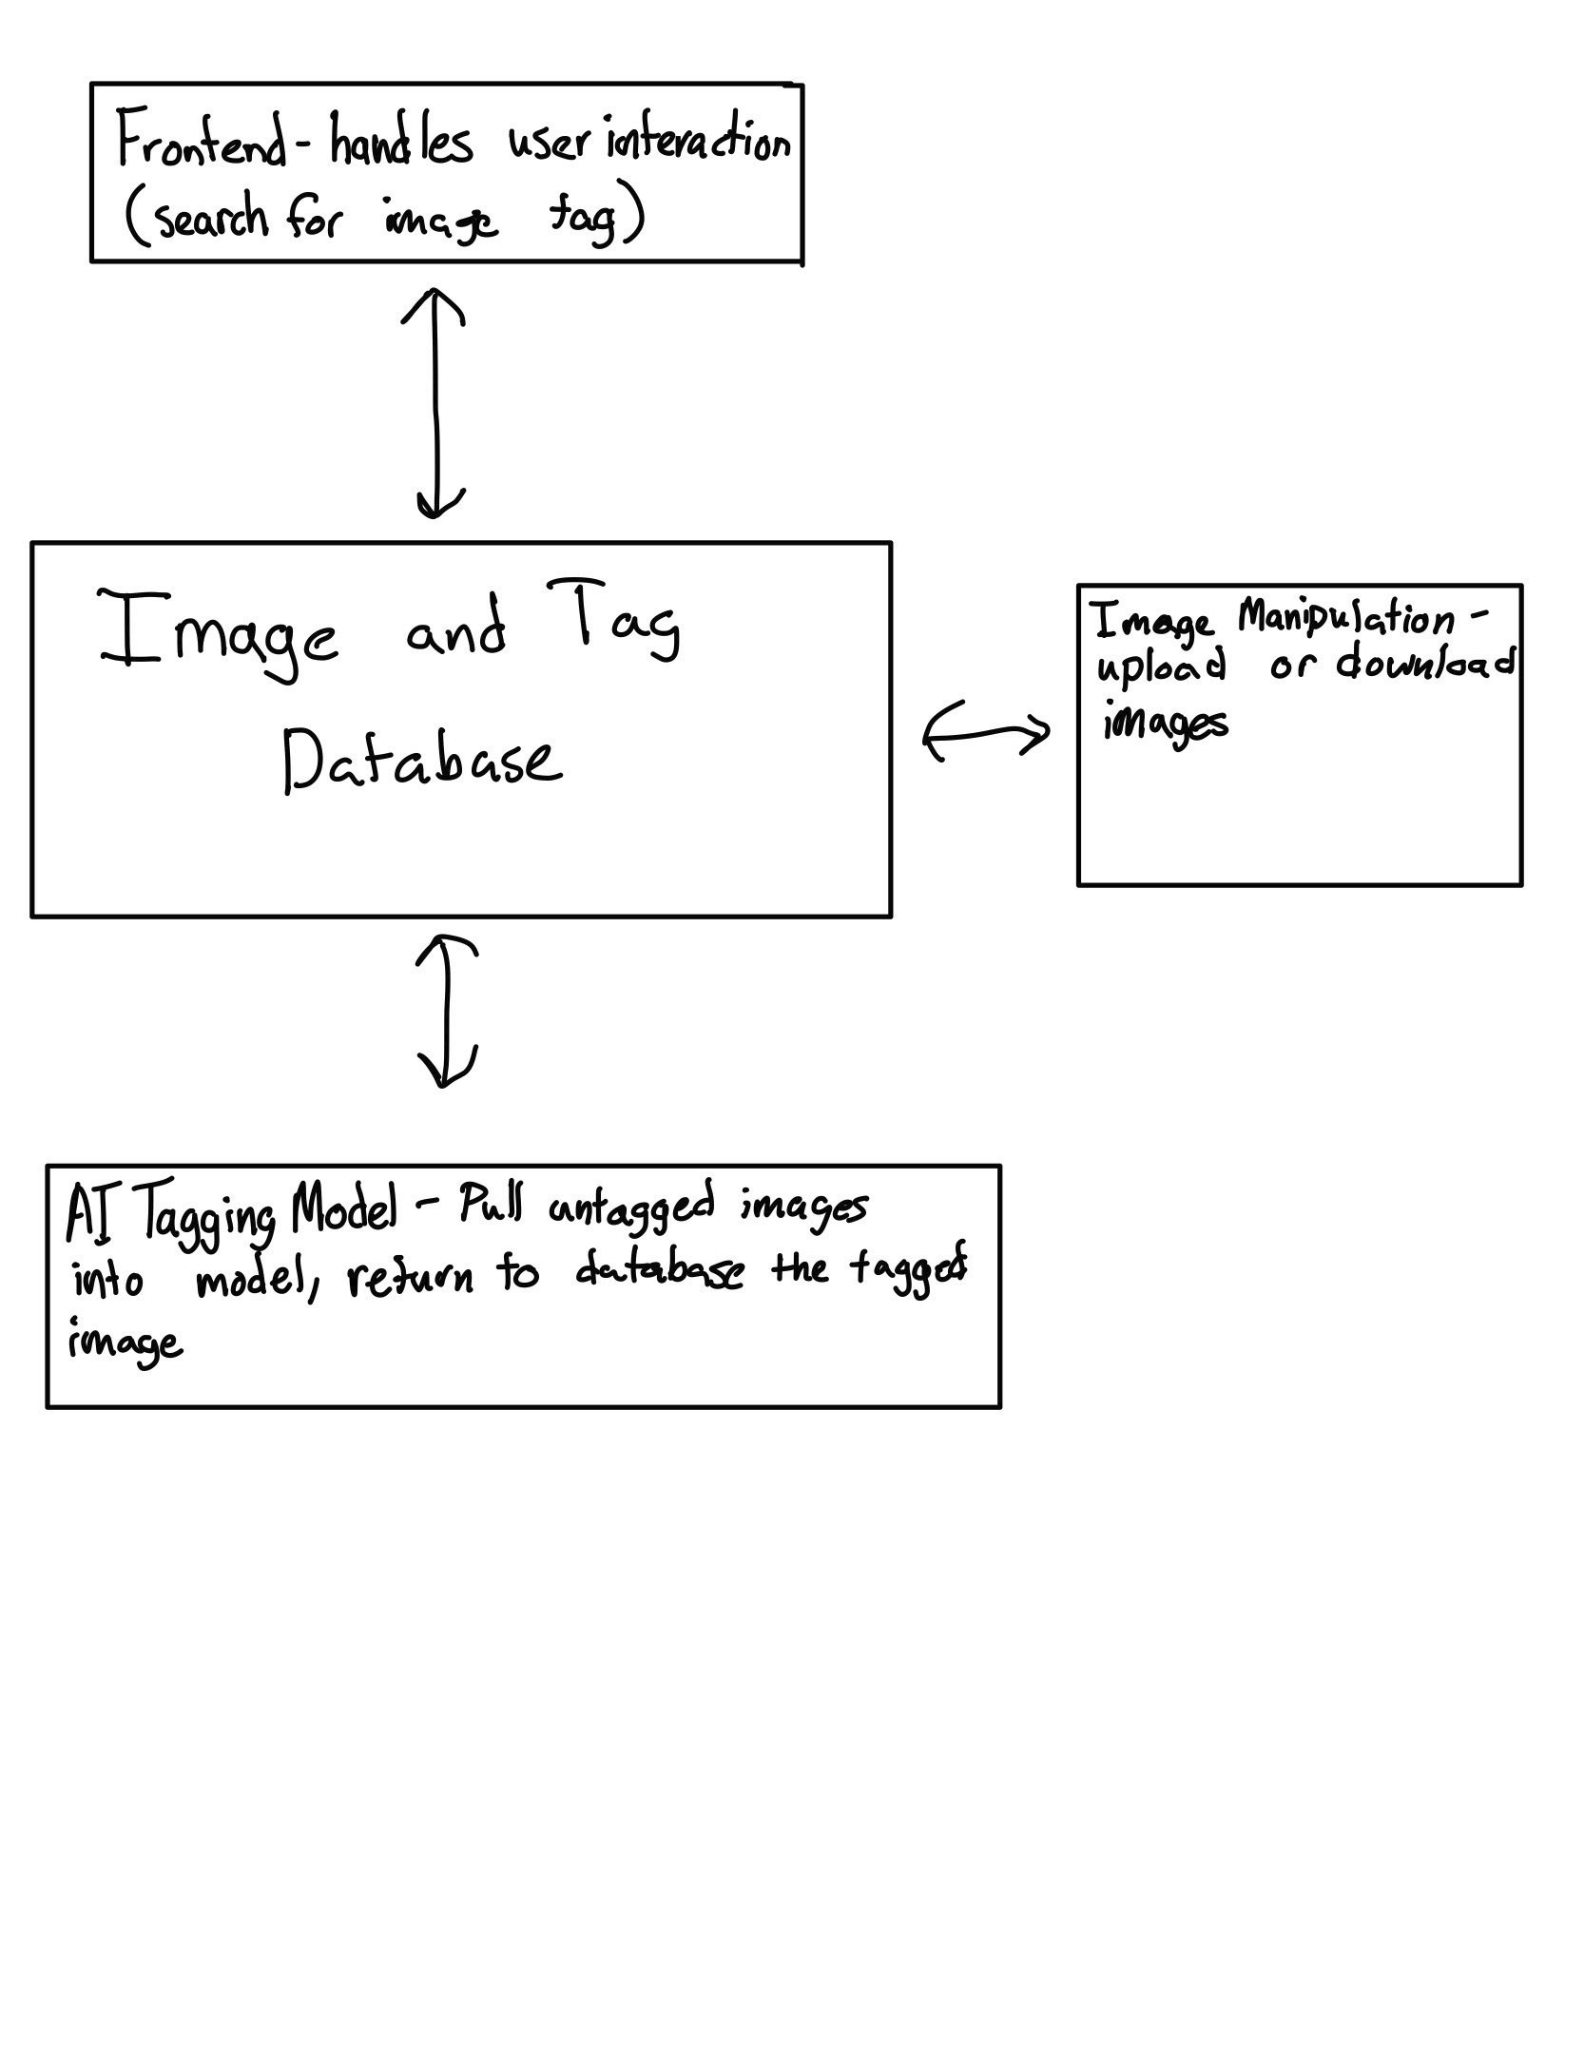 Frontend - handles user interaction
(search for image tag)
Image and Tag
Database
Image Manipulation -
upload or download
images
AI Tagging Model - Pull untagged images
into model, return to database the tagged
image